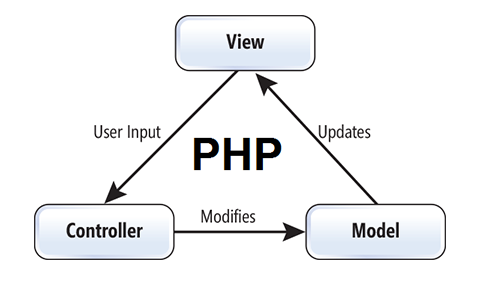 View
User Input
Updates
PHP
Modifies
Controller
Model